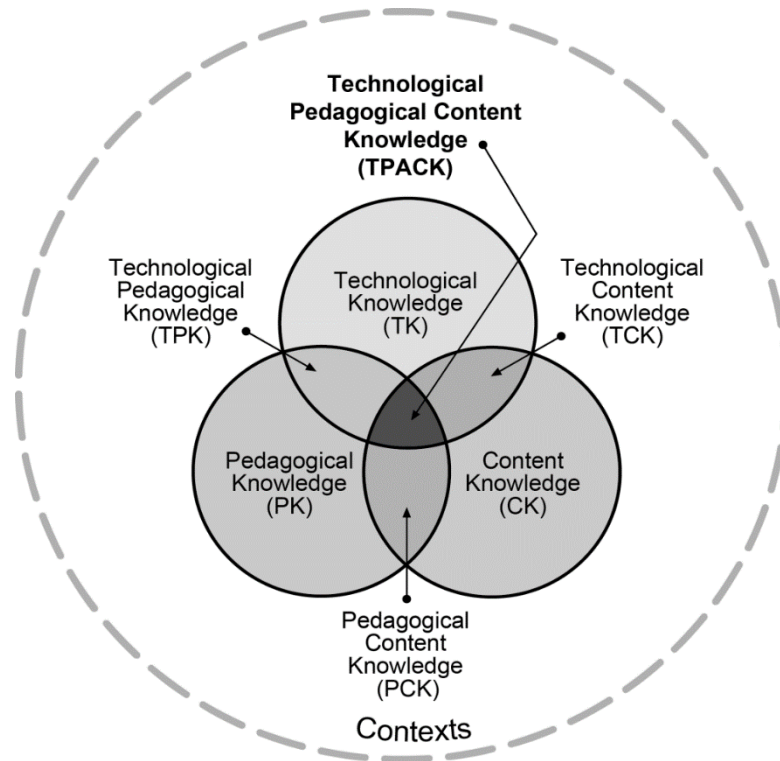 Technological
Pedagogical Content
Knowledge
(TPACK)
Technological
Pedagogical
Knowledge
(TPK)
Technological
Knowledge
(TK)
Technological
Content
Knowledge
(TCK)
Pedagogical
Knowledge
(PK)
Content
Knowledge
(CK)
Pedagogical
Content
Knowledge
(PCK)
Contexts